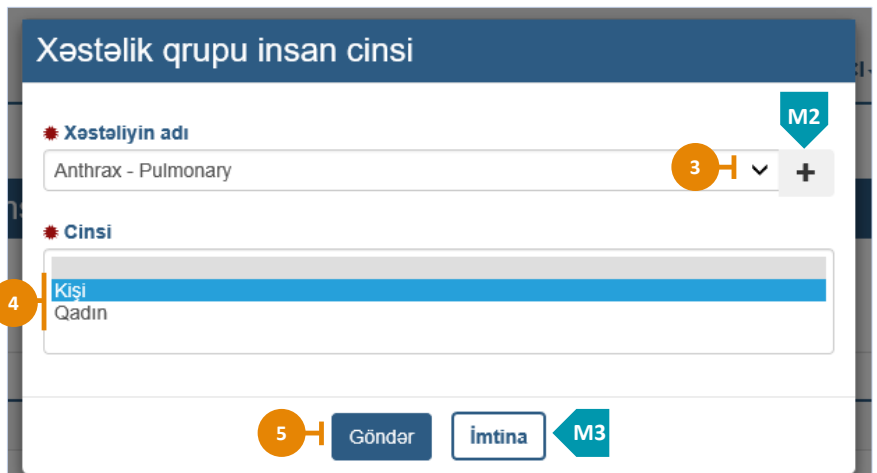 Xəstəlik qrupu insan cinsi
M2
✹ Xəstəliyin adı
Anthrax - Pulmonary
3
+
✹ Cinsi
4
Kişi
Qadın
5
Göndər
İmtina
M3